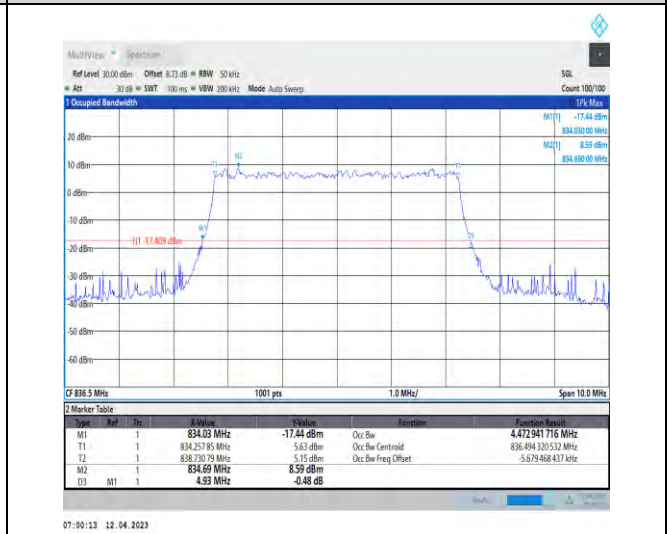 MultiView Spectrum
Ref Level 30.00 dBm Offset 8.73 dB RBW 50 kHz SGL
Att 30 dB SWT 100 ms VBW 200 kHz Mode Auto Sweep Count 100/100
1 Occupied Bandwidth 1Pk Max
M1[1] -17.44 dBm
834.030 00 MHz
M2[1] 8.59 dBm
834.690 00 MHz
20 dBm
10 dBm
M2
T1
0 dBm
-10 dBm
M1
D3
H1 -17.409 dBm
-20 dBm
-30 dBm
-40 dBm
-50 dBm
-60 dBm
CF 836.5 MHz 1001 pts 1.0 MHz/ Span 10.0 MHz
2 Marker Table
Type Ref Trc X-Value Y-Value Function Function Result
M1 1 834.03 MHz -17.44 dBm Occ Bw 4.472 941 716 MHz
T1 1 834.257 85 MHz 5.63 dBm Occ Bw Centroid 836.494 320 532 MHz
T2 1 838.730 79 MHz 5.15 dBm Occ Bw Freq Offset -5.679 468 437 kHz
M2 1 834.69 MHz 8.59 dBm
D3 M1 1 4.93 MHz -0.48 dB
07:00:13 12.04.2023